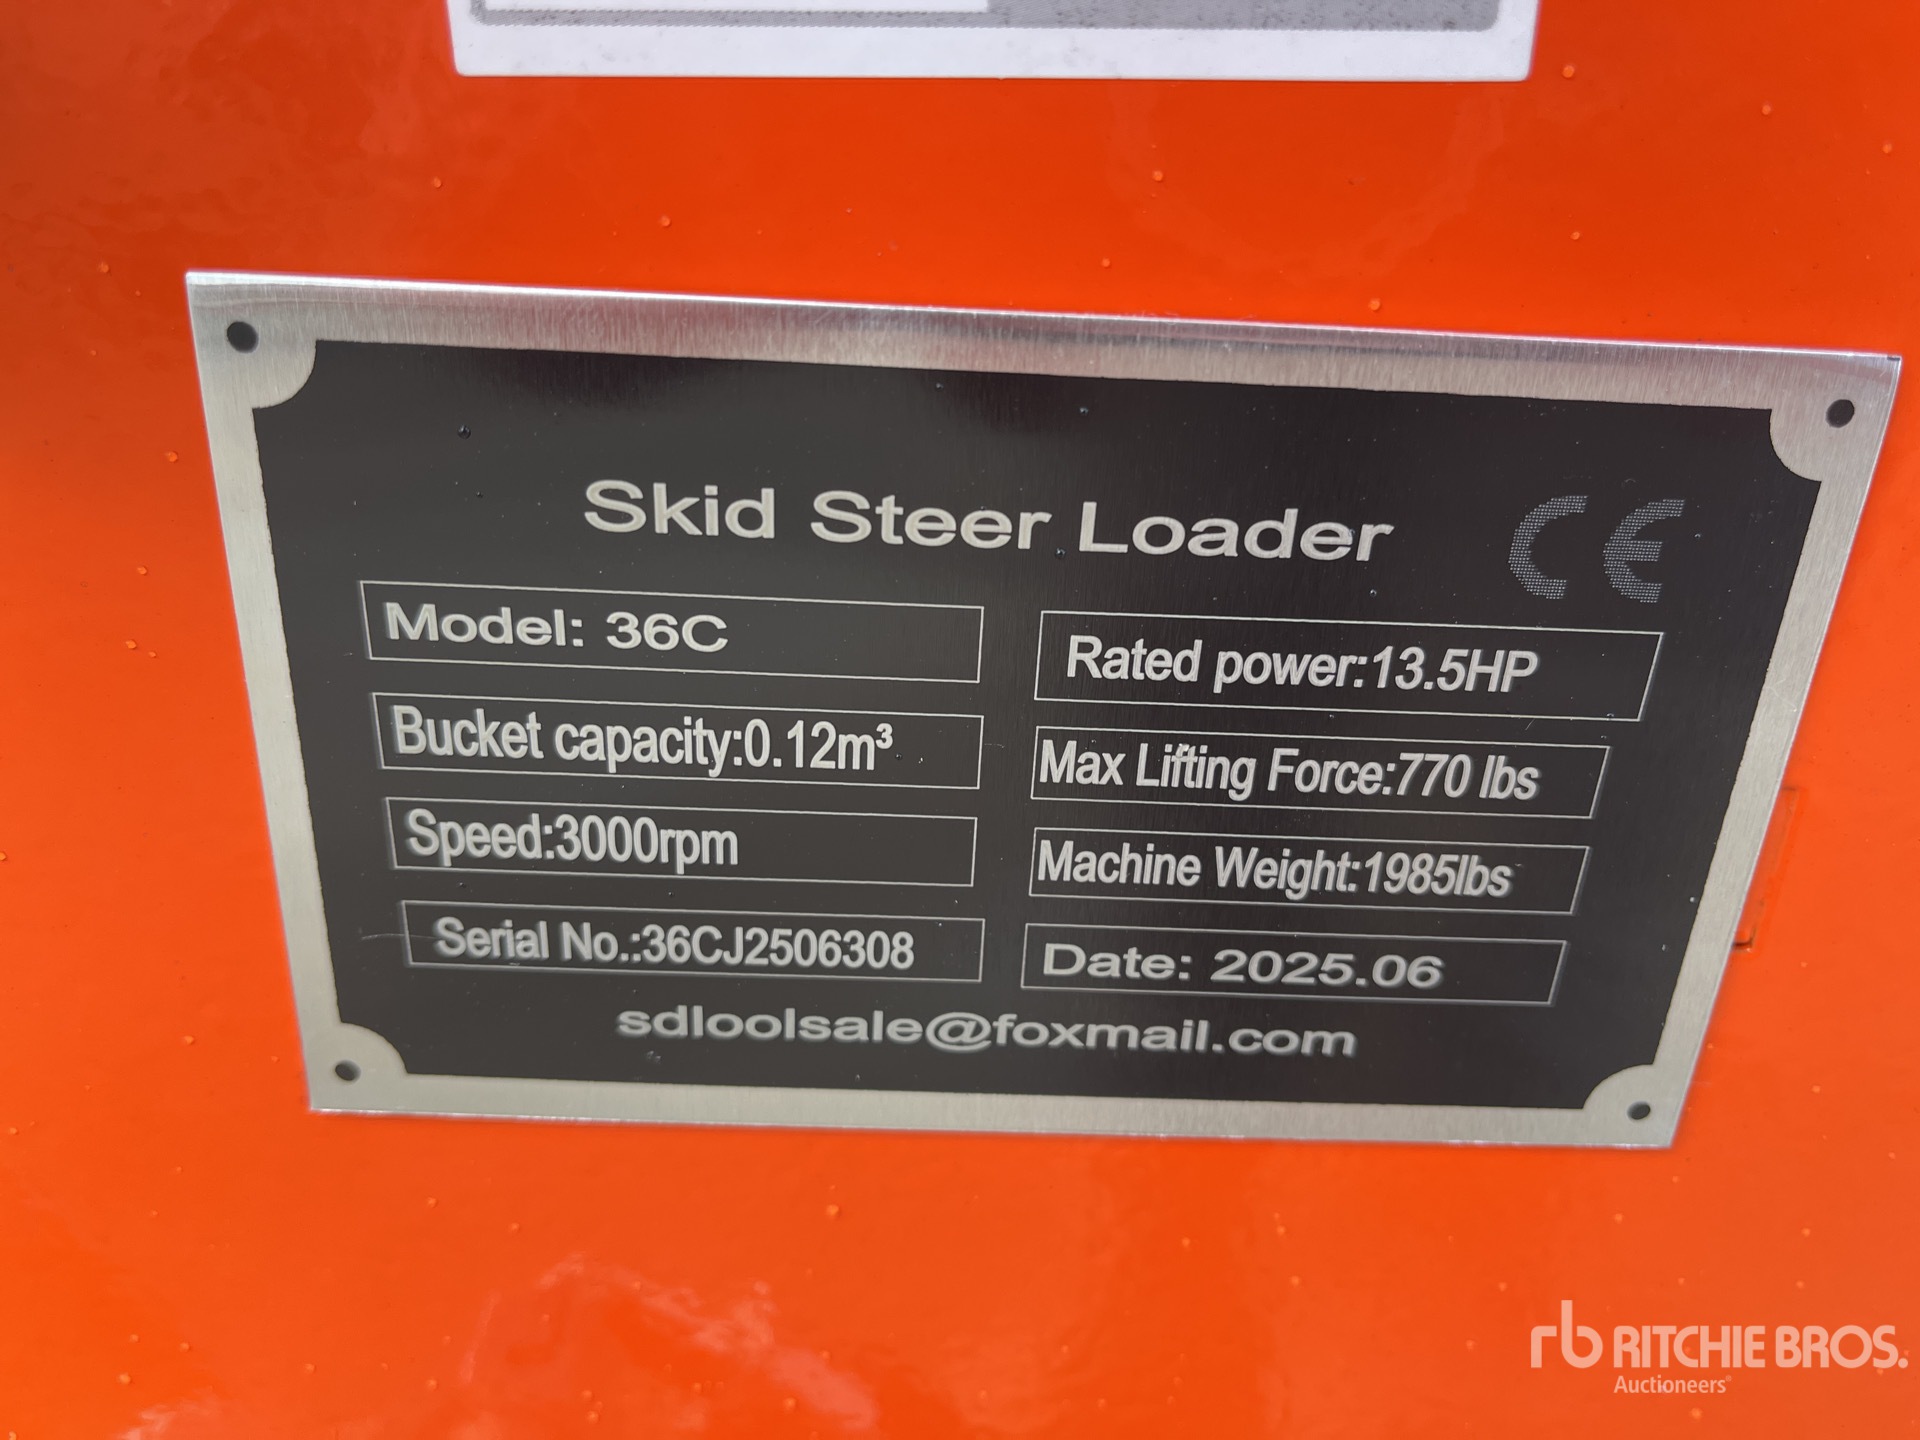 Skid Steer Loader CE
Model: 36C
Rated power:13.5HP
Bucket capacity:0.12m³
Max Lifting Force:770 lbs
Speed:3000rpm
Machine Weight:1985lbs
Serial No.:36CJ2506308
Date: 2025.06
sdloolsale@foxmail.com
rb RITCHIE BROS.
Auctioneers